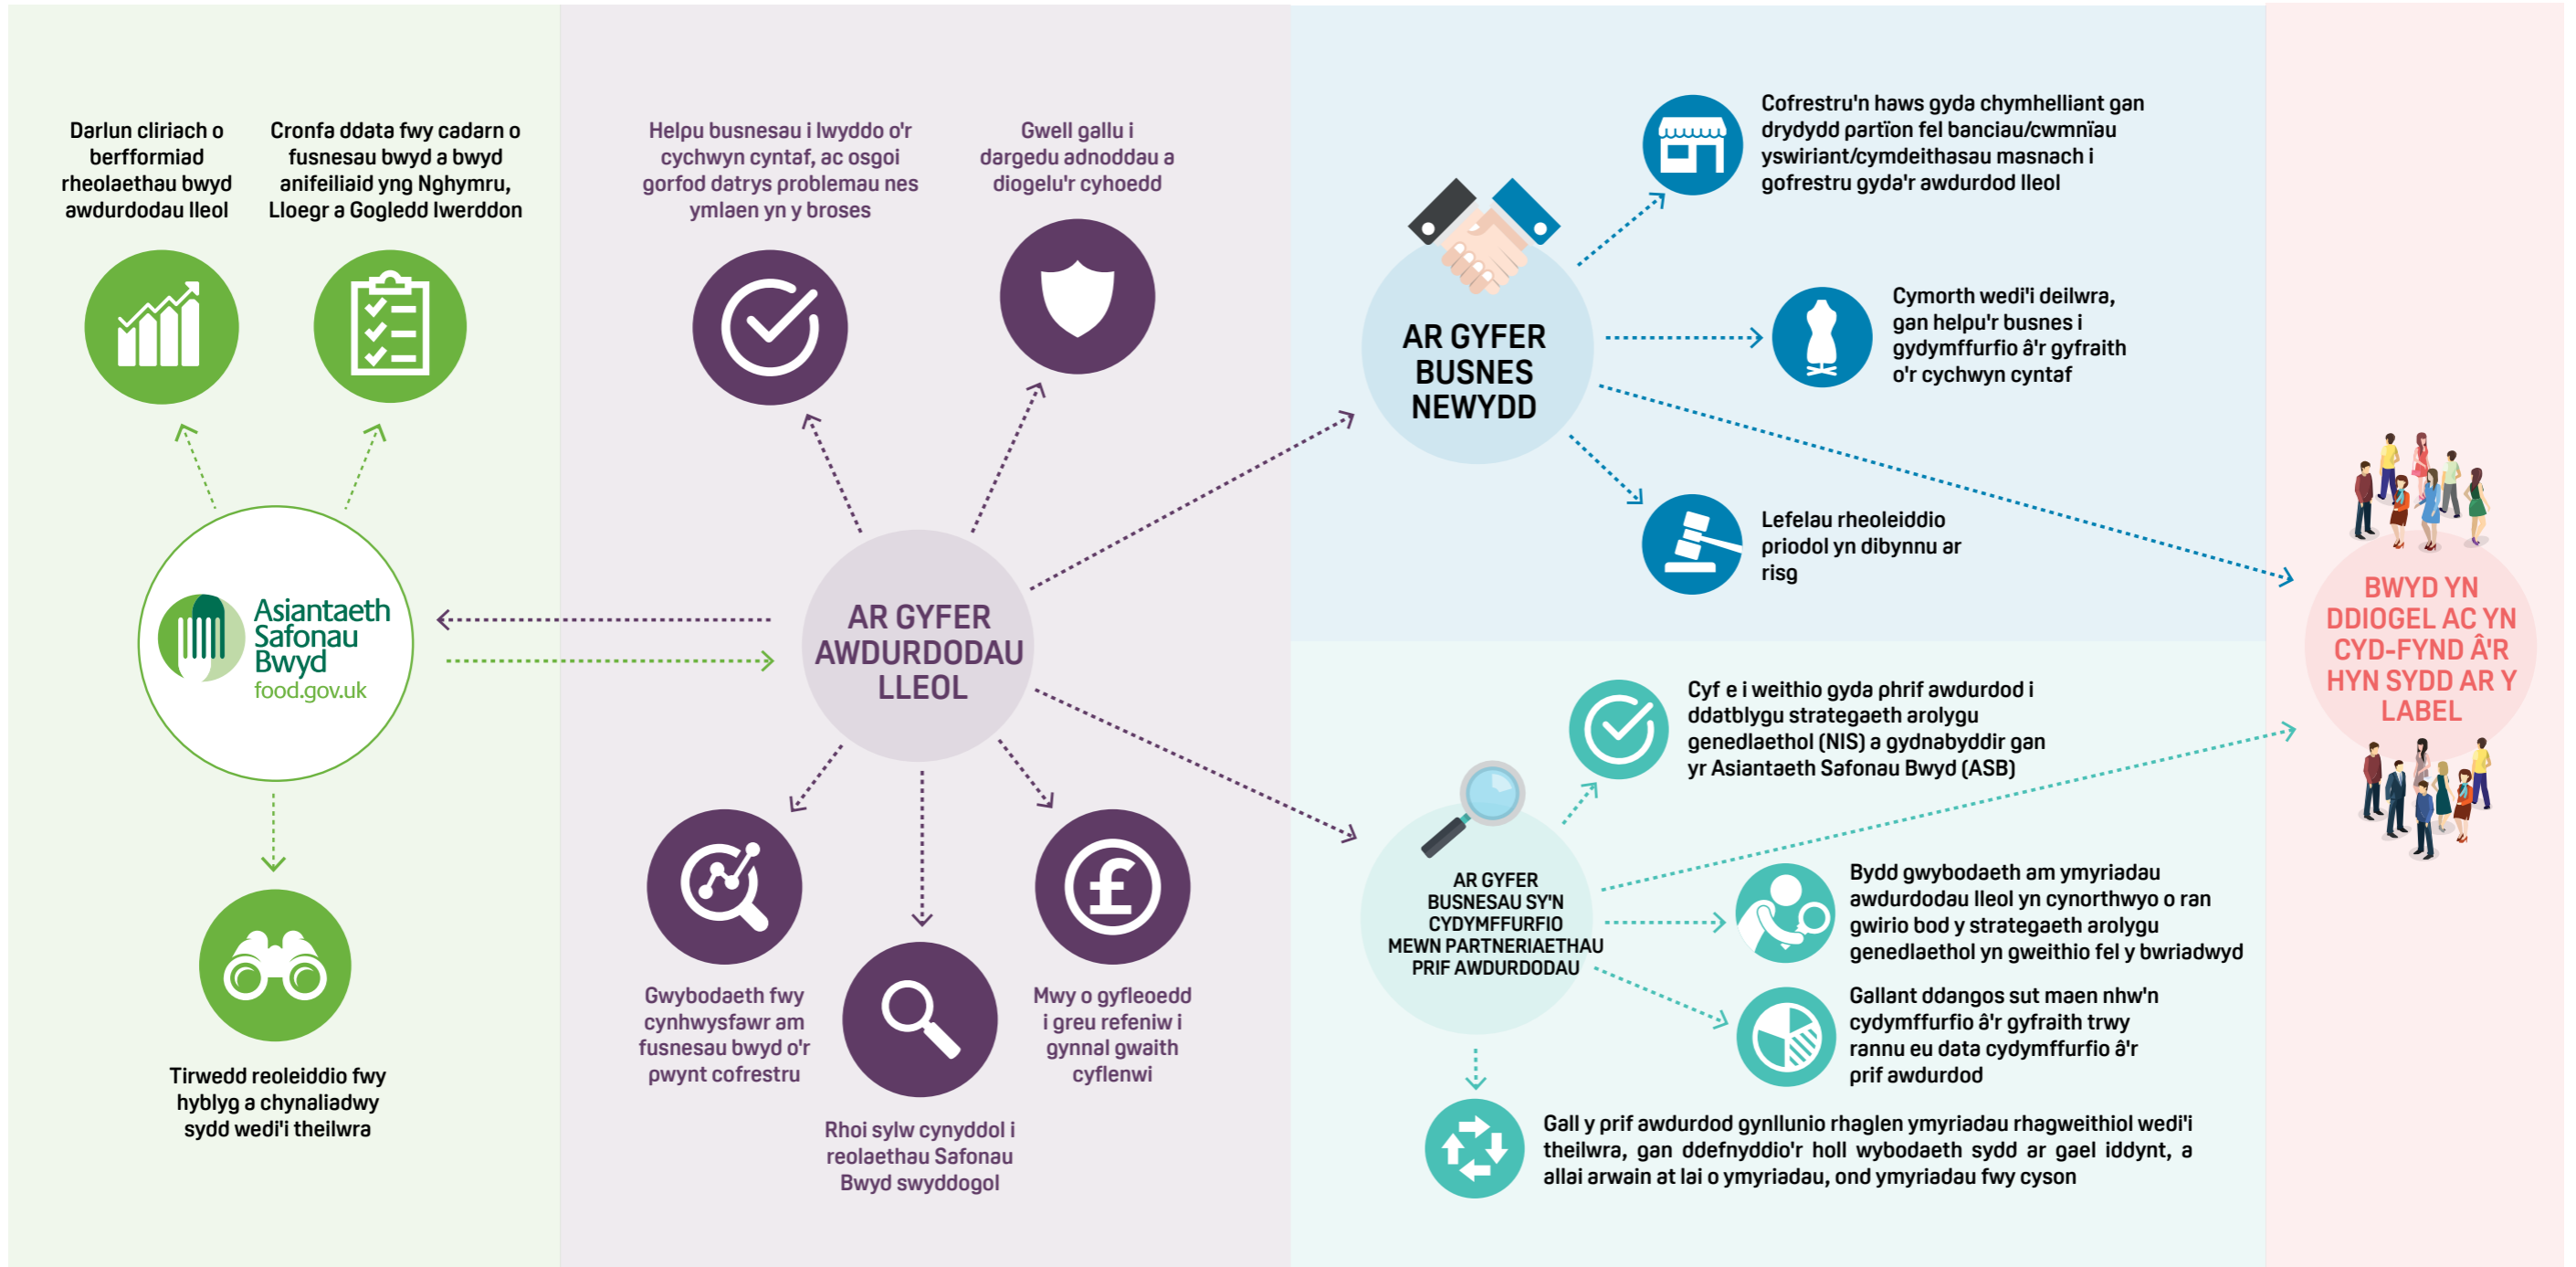 Darlun cliriach o
berfformiad
rheolaethau bwyd
awdurdodau lleol
Cronfa ddata fwy cadarn o
fusnesau bwyd a bwyd
anifeiliaid yng Nghymru,
Lloegr a Gogledd Iwerddon
Asiantaeth
Safonau
Bwyd
food.gov.uk
Tirwedd reoleiddio fwy
hyblyg a chynaliadwy
sydd wedi'i theilwra
Helpu busnesau i lwyddo o'r
cychwyn cyntaf, ac osgoi
gorfod datrys problemau nes
ymlaen yn y broses
Gwell gallu i
dargedu adnoddau a
diogelu'r cyhoedd
AR GYFER
AWDURDODAU
LLEOL
Gwybodaeth fwy
cynhwysfawr am
fusnesau bwyd o'r
pwynt cofrestru
Rhoi sylw cynyddol i
reolaethau Safonau
Bwyd swyddogol
Mwy o gyfleoedd
i greu refeniw i
gynnal gwaith
cyflenwi
AR GYFER
BUSNES
NEWYDD
Cofrestru'n haws gyda chymhelliant gan
drydydd partïon fel banciau/cwmnïau
yswiriant/cymdeithasau masnach i
gofrestru gyda'r awdurdod lleol
Cymorth wedi'i deilwra,
gan helpu'r busnes i
gydymffurfio â'r gyfraith
o'r cychwyn cyntaf
Lefelau rheoleiddio
priodol yn dibynnu ar
risg
AR GYFER
BUSNESAU SY'N
CYDYMFFURFIO
MEWN PARTNERIAETHAU
PRIF AWDURDODAU
Cyf e i weithio gyda phrif awdurdod i
ddatblygu strategaeth arolygu
genedlaethol (NIS) a gydnabyddir gan
yr Asiantaeth Safonau Bwyd (ASB)
Bydd gwybodaeth am ymyriadau
awdurdodau lleol yn cynorthwyo o ran
gwirio bod y strategaeth arolygu
genedlaethol yn gweithio fel y bwriadwyd
Gallant ddangos sut maen nhw'n
cydymffurfio â'r gyfraith trwy
rannu eu data cydymffurfio â'r
prif awdurdod
Gall y prif awdurdod gynllunio rhaglen ymyriadau rhagweithiol wedi'i
theilwra, gan ddefnyddio'r holl wybodaeth sydd ar gael iddynt, a
allai arwain at lai o ymyriadau, ond ymyriadau fwy cyson
BWYD YN
DDIOGEL AC YN
CYD-FYND Â'R
HYN SYDD AR Y
LABEL